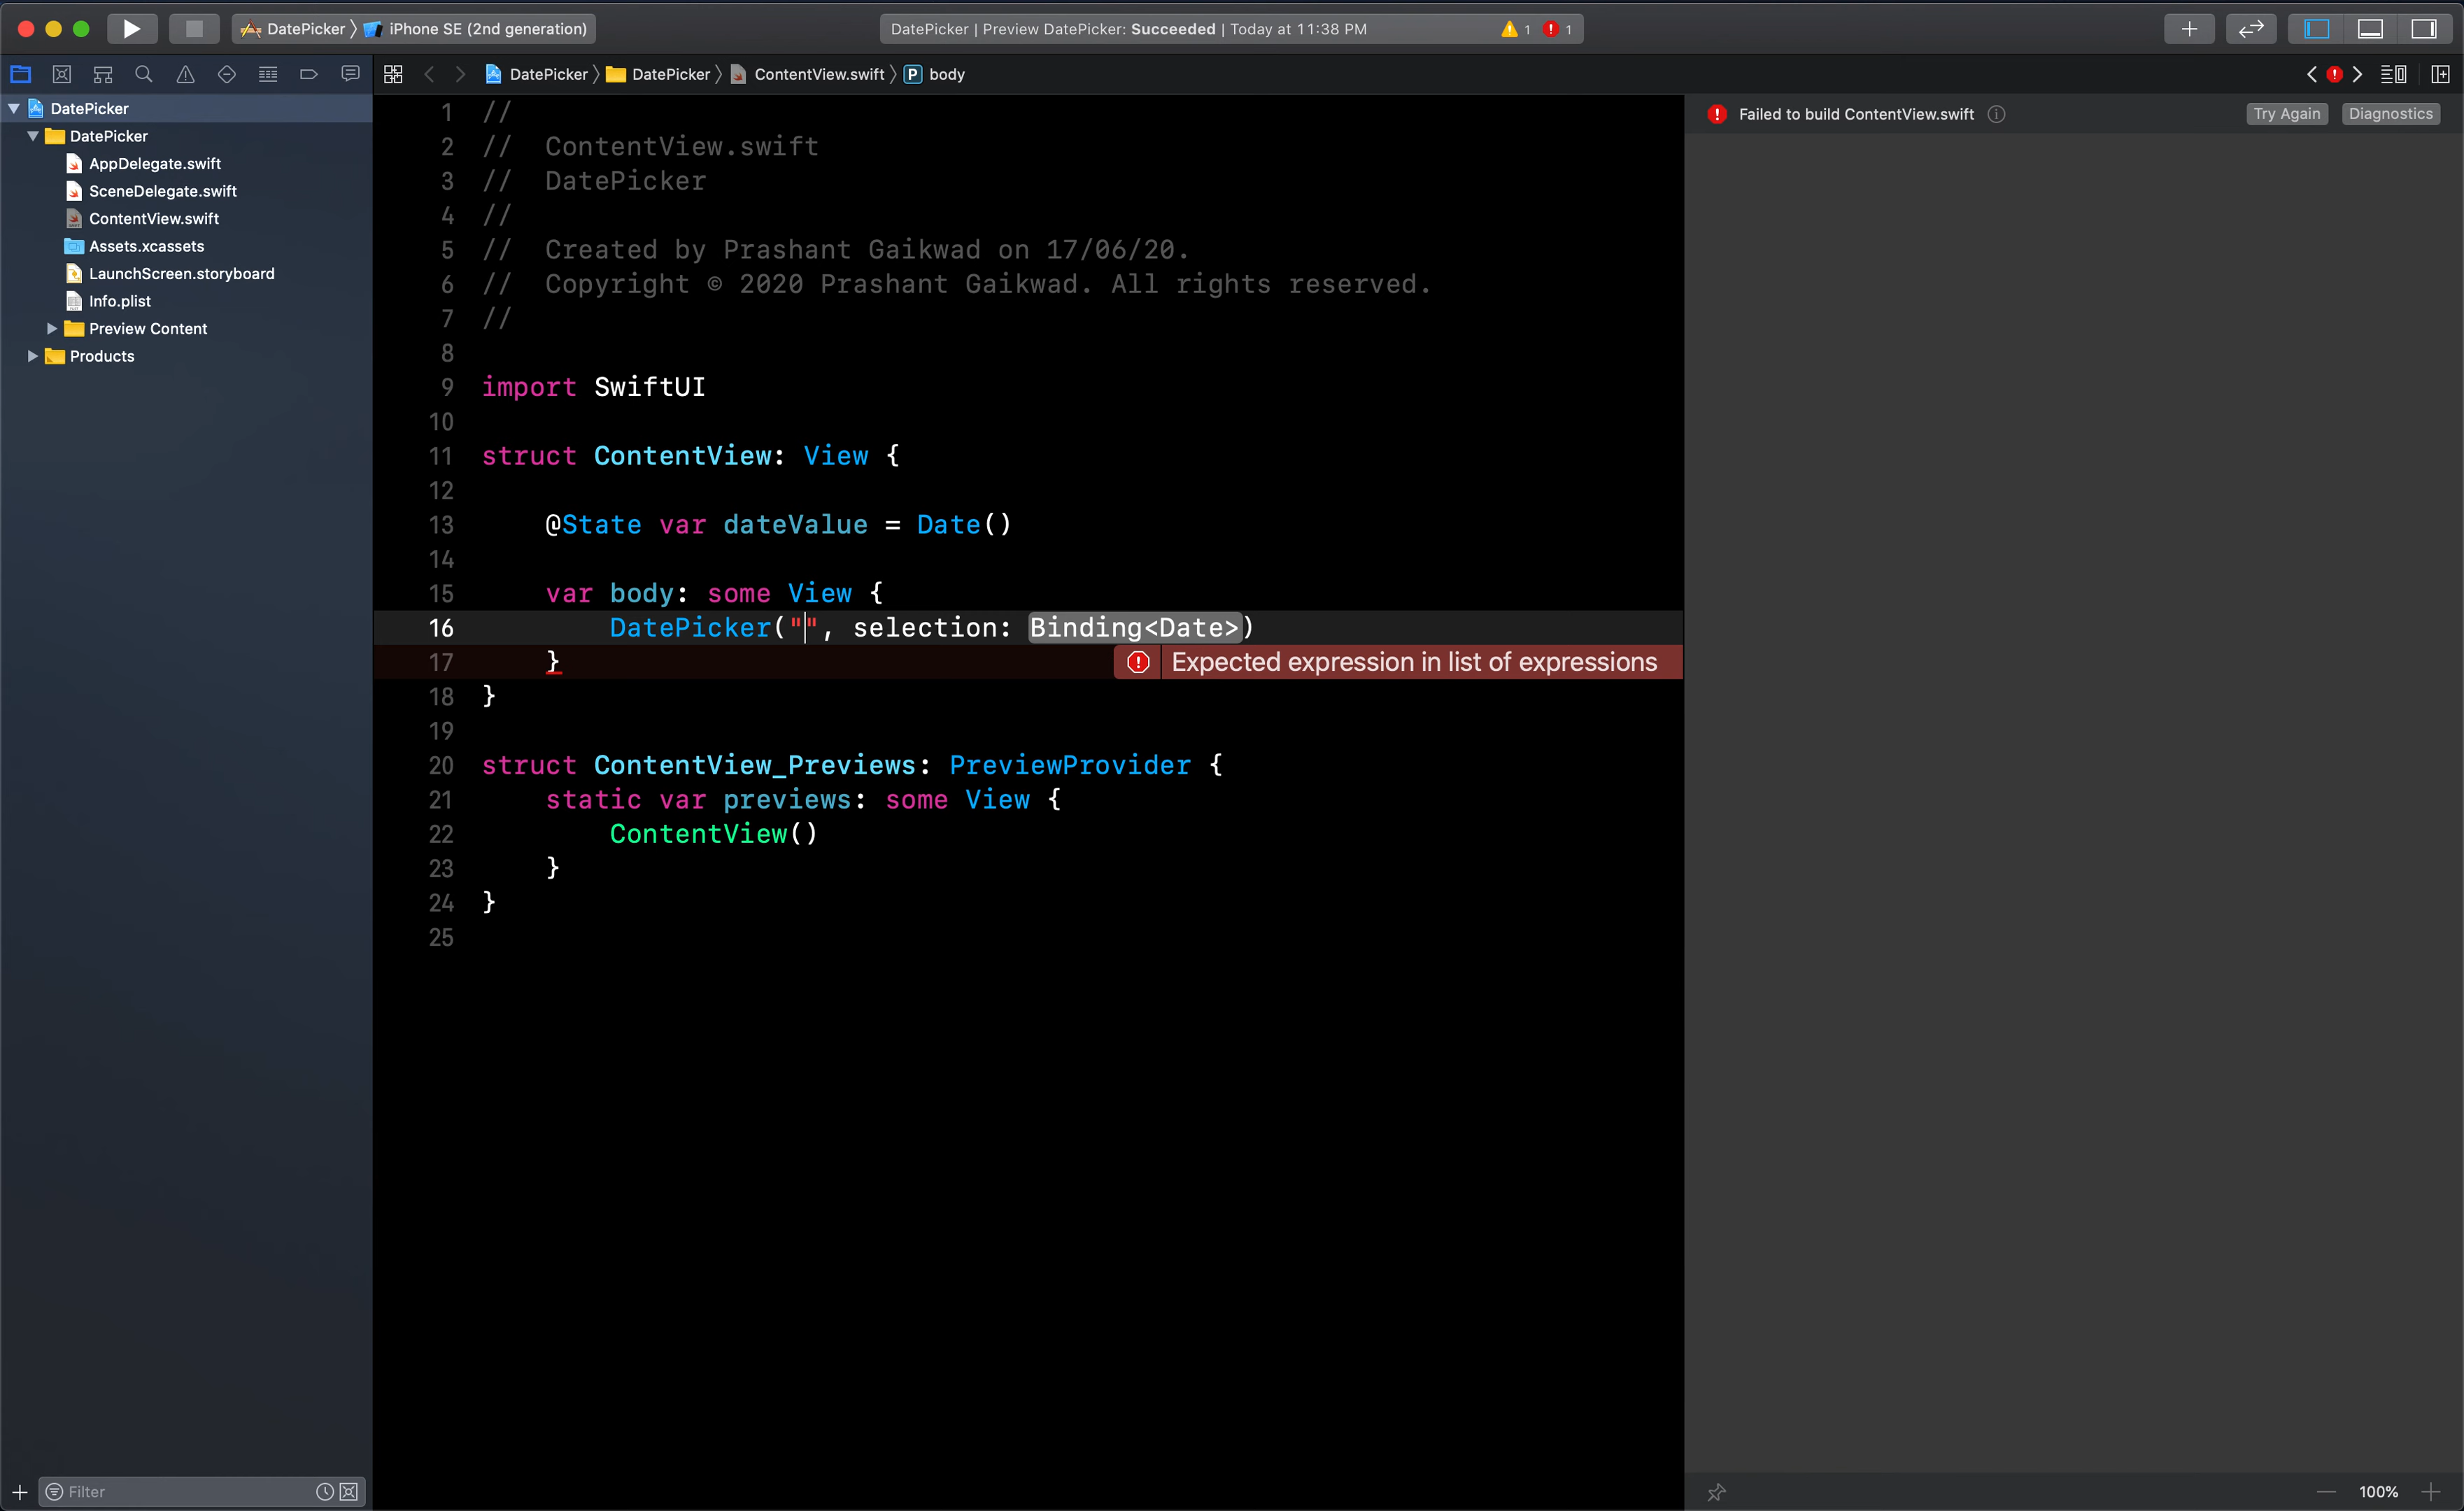 DatePicker iPhone SE (2nd generation)
DatePicker | Preview DatePicker: Succeeded | Today at 11:38 PM
1 1
DatePicker DatePicker ContentView.swift P body
DatePicker
DatePicker
AppDelegate.swift
SceneDelegate.swift
ContentView.swift
Assets.xcassets
LaunchScreen.storyboard
Info.plist
Preview Content
Products
Filter
1 //
2 //  ContentView.swift
3 //  DatePicker
4 //
5 //  Created by Prashant Gaikwad on 17/06/20.
6 //  Copyright © 2020 Prashant Gaikwad. All rights reserved.
7 //
8
9 import SwiftUI
10
11 struct ContentView: View {
12
13     @State var dateValue = Date()
14
15     var body: some View {
16         DatePicker("", selection: Binding<Date>)
17     } Expected expression in list of expressions
18 }
19
20 struct ContentView_Previews: PreviewProvider {
21     static var previews: some View {
22         ContentView()
23     }
24 }
25
Failed to build ContentView.swift Try Again Diagnostics
100%